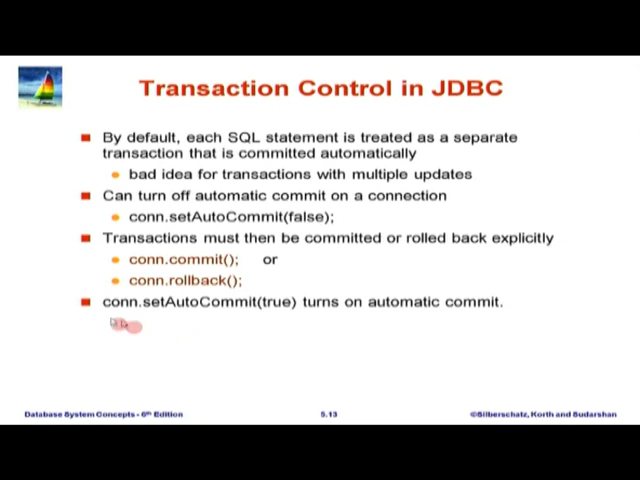 Transaction Control in JDBC
By default, each SQL statement is treated as a separate
transaction that is committed automatically
bad idea for transactions with multiple updates
Can turn off automatic commit on a connection
conn.setAutoCommit(false);
Transactions must then be committed or rolled back explicitly
conn.commit(); or
conn.rollback();
conn.setAutoCommit(true) turns on automatic commit.
Database System Concepts - 6th Edition 5.13 ©Silberschatz, Korth and Sudarshan